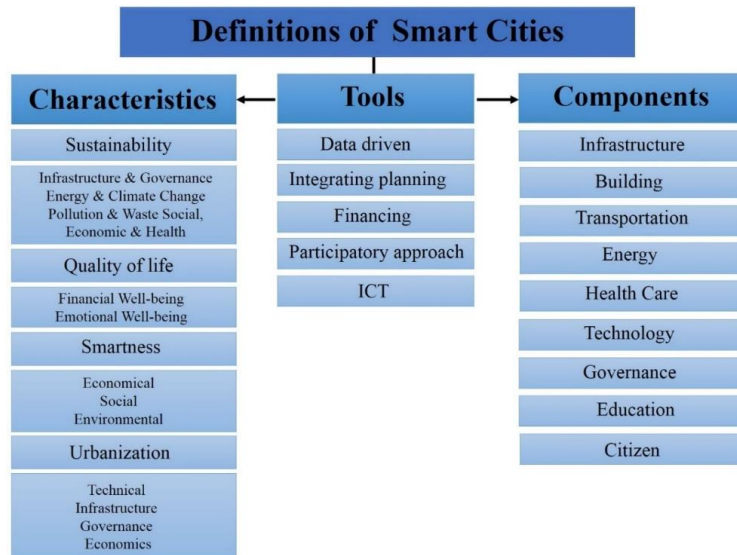 Definitions of Smart Cities
Characteristics
Sustainability
Infrastructure & Governance
Energy & Climate Change
Pollution & Waste Social,
Economic & Health
Quality of life
Financial Well-being
Emotional Well-being
Smartness
Economical
Social
Environmental
Urbanization
Technical
Infrastructure
Governance
Economics
Tools
Data driven
Integrating planning
Financing
Participatory approach
ICT
Components
Infrastructure
Building
Transportation
Energy
Health Care
Technology
Governance
Education
Citizen